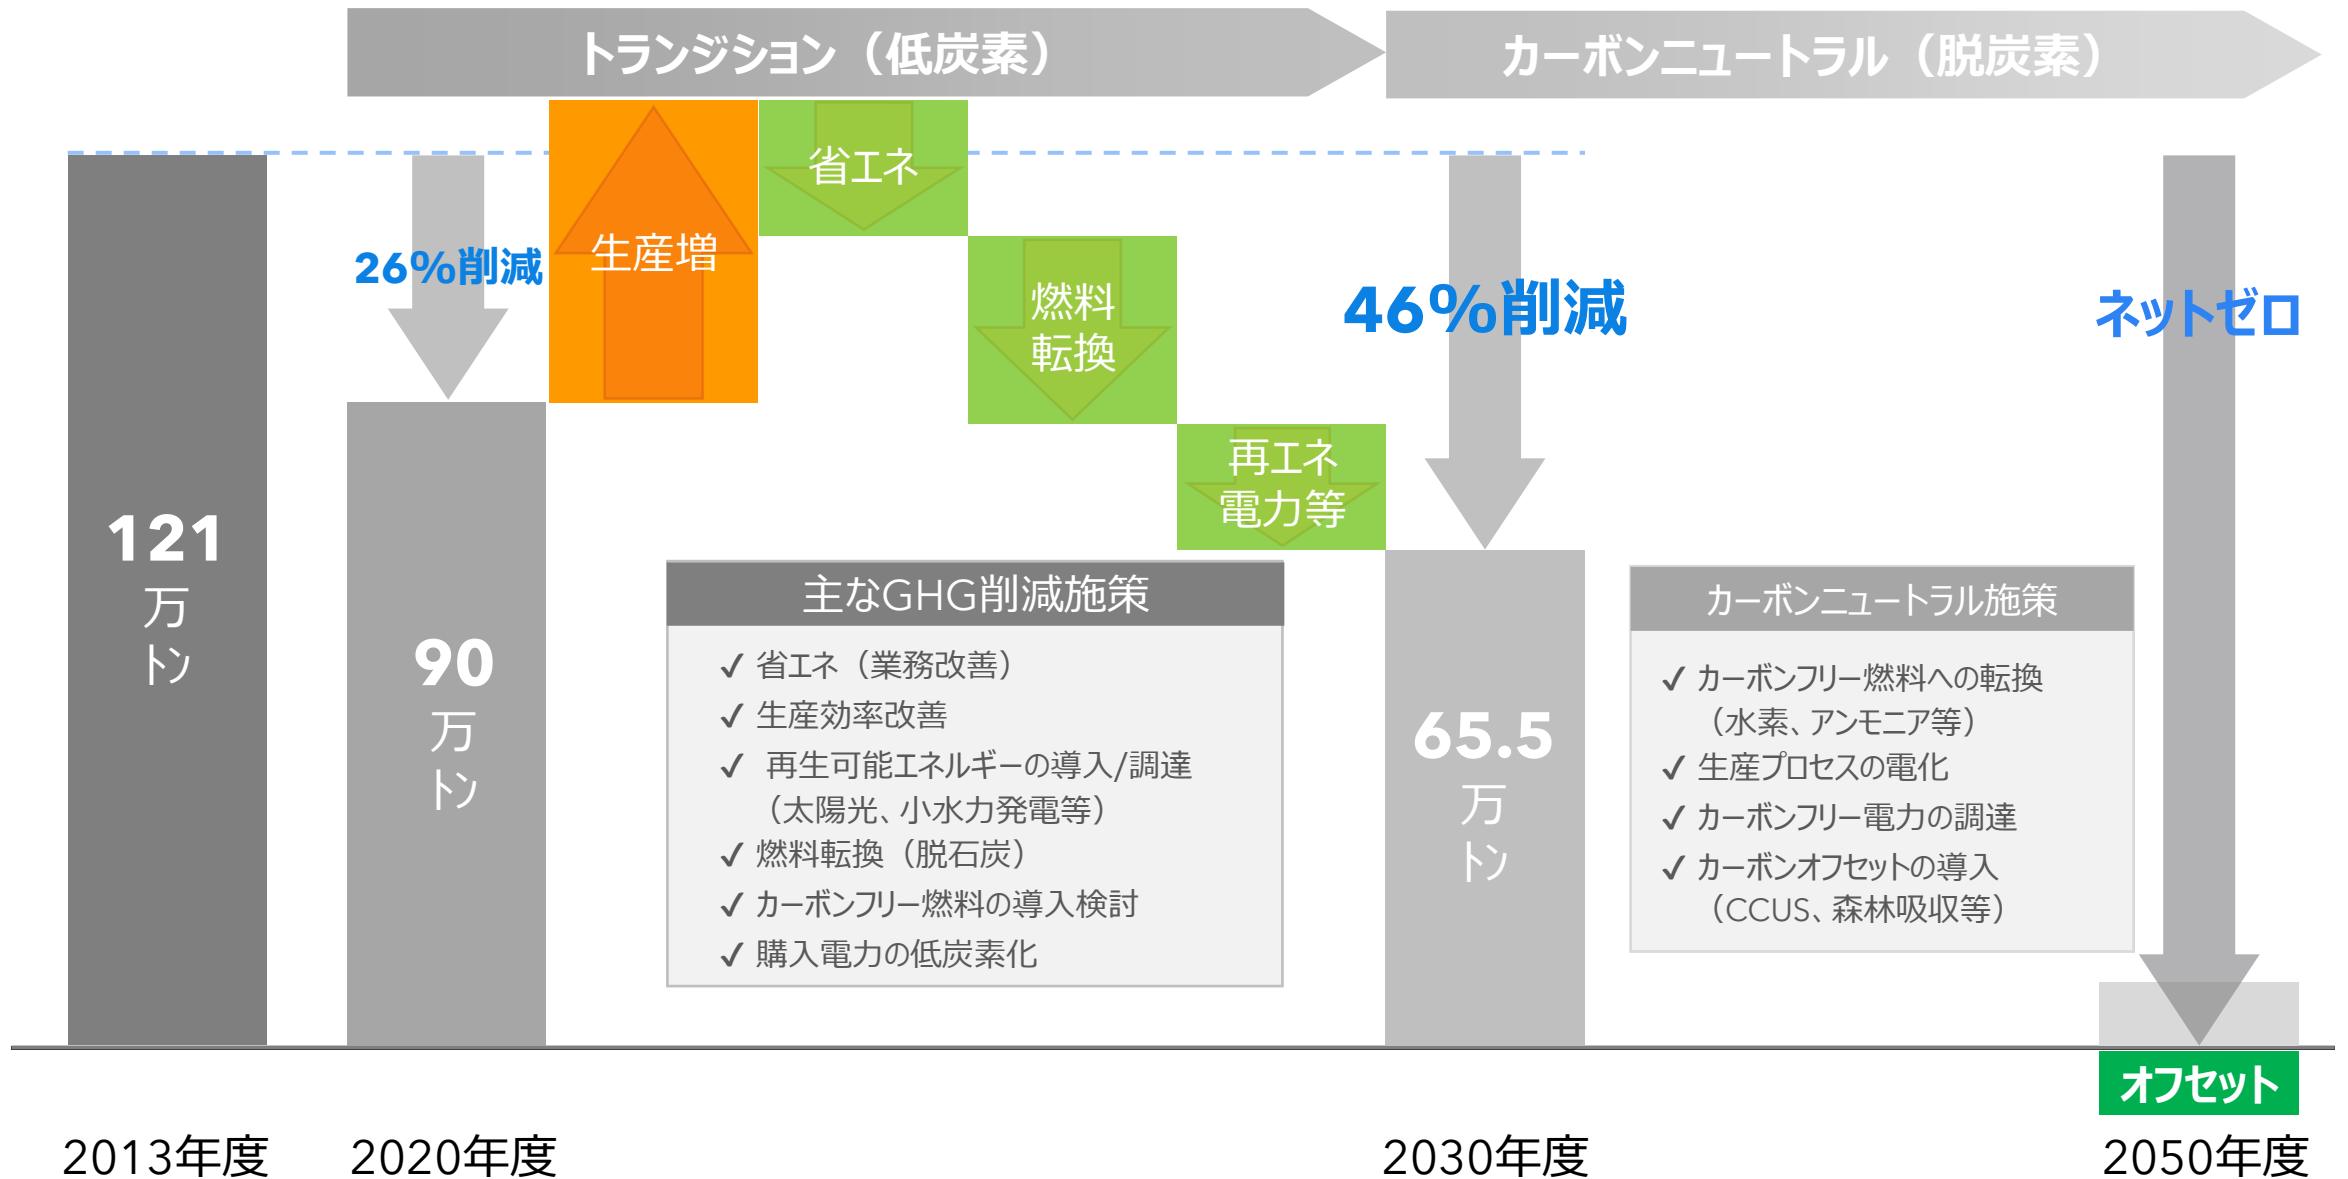 トランジション（低炭素）
カーボンニュートラル（脱炭素）
省エネ
生産増
26%削減
燃料
転換
46%削減
ネットゼロ
再エネ
電力等
121
万
トン
90
万
トン
65.5
万
トン
主なGHG削減施策
✓ 省エネ（業務改善）
✓ 生産効率改善
✓ 再生可能エネルギーの導入/調達
（太陽光、小水力発電等）
✓ 燃料転換（脱石炭）
✓ カーボンフリー燃料の導入検討
✓ 購入電力の低炭素化
カーボンニュートラル施策
✓ カーボンフリー燃料への転換
（水素、アンモニア等）
✓ 生産プロセスの電化
✓ カーボンフリー電力の調達
✓ カーボンオフセットの導入
（CCUS、森林吸収等）
オフセット
2013年度
2020年度
2030年度
2050年度